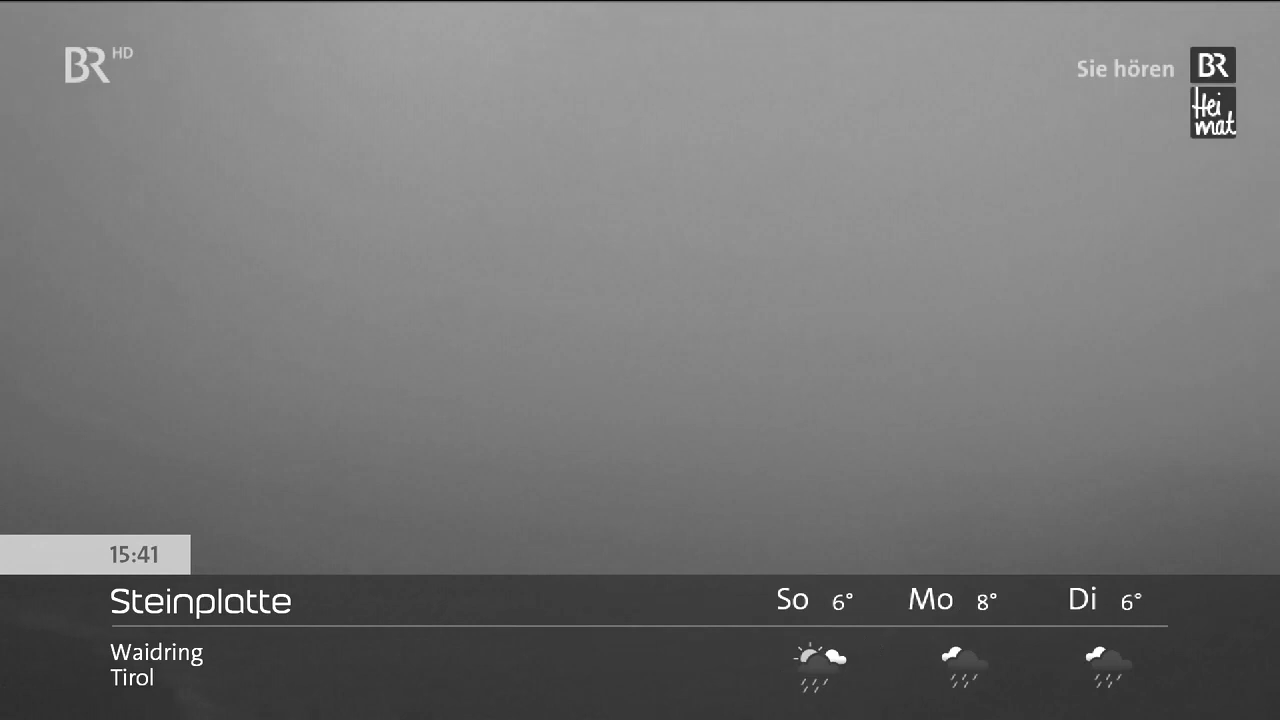 BR HD
Sie hören BR
Hei
mat
15:41
Steinplatte
So 6° Mo 8° Di 6°
Waidring
Tirol